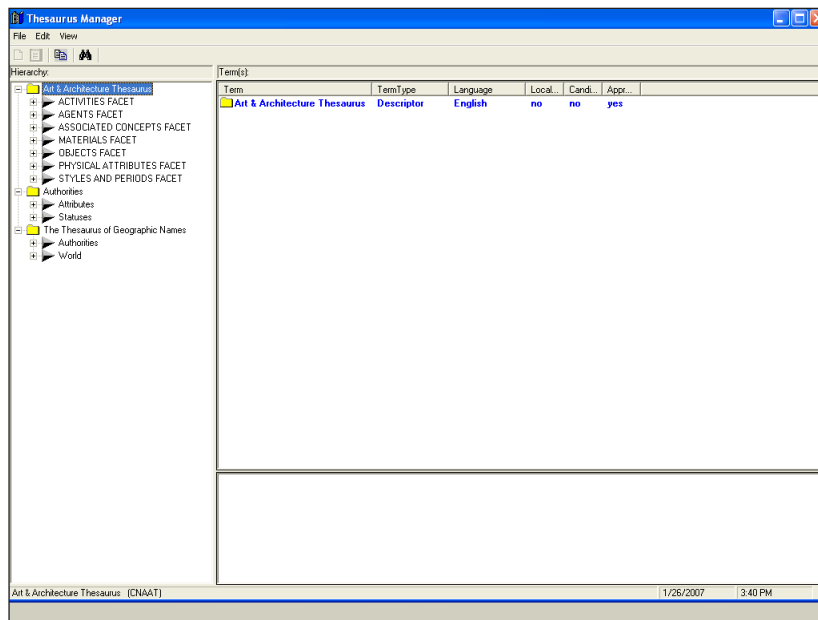 Thesaurus Manager
File Edit View
Hierarchy:
Term(s):
Art & Architecture Thesaurus
ACTIVITIES FACET
AGENTS FACET
ASSOCIATED CONCEPTS FACET
MATERIALS FACET
OBJECTS FACET
PHYSICAL ATTRIBUTES FACET
STYLES AND PERIODS FACET
Authorities
Attributes
Statuses
The Thesaurus of Geographic Names
Authorities
World
Term TermType Language Local... Candi... Appr...
Art & Architecture Thesaurus Descriptor English no no yes
Art & Architecture Thesaurus (CNAAT) 1/26/2007 3:40 PM